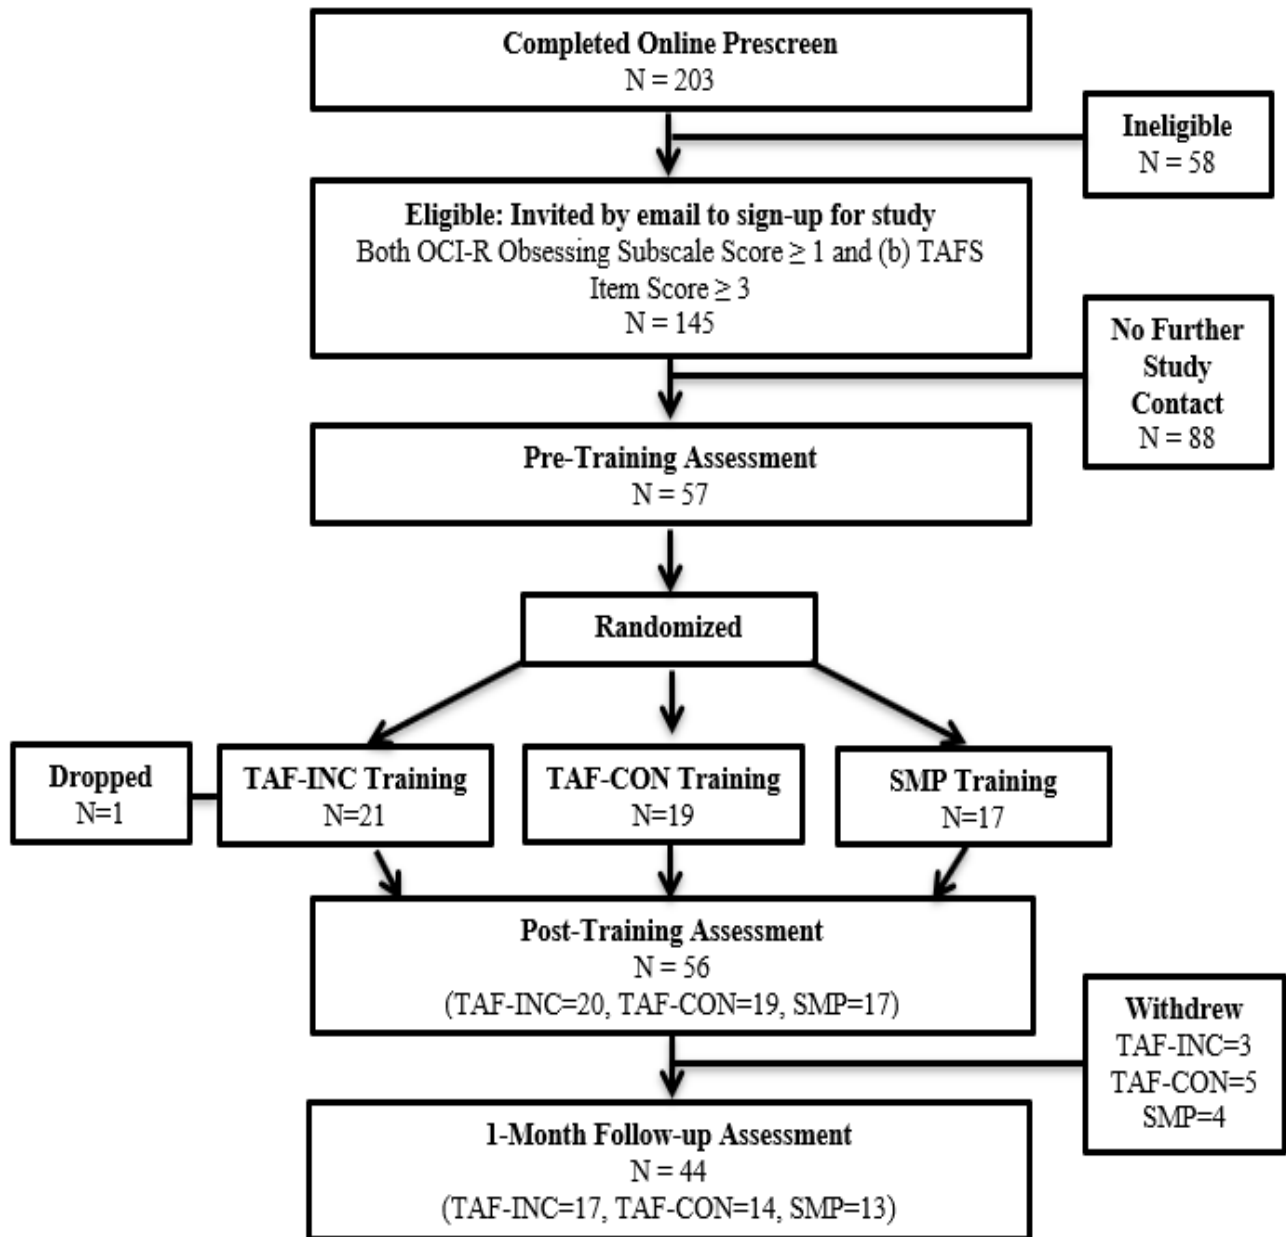 Completed Online Prescreen
N = 203
Ineligible
N = 58
Eligible: Invited by email to sign-up for study
Both OCI-R Obsessing Subscale Score ≥ 1 and (b) TAFS
Item Score ≥ 3
N = 145
No Further
Study
Contact
N = 88
Pre-Training Assessment
N = 57
Randomized
Dropped
N=1
TAF-INC Training
N=21
TAF-CON Training
N=19
SMP Training
N=17
Post-Training Assessment
N = 56
(TAF-INC=20, TAF-CON=19, SMP=17)
Withdrew
TAF-INC=3
TAF-CON=5
SMP=4
1-Month Follow-up Assessment
N = 44
(TAF-INC=17, TAF-CON=14, SMP=13)